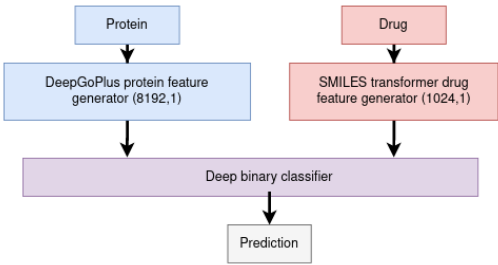 Protein
Drug
DeepGoPlus protein feature
generator (8192,1)
SMILES transformer drug
feature generator (1024,1)
Deep binary classifier
Prediction